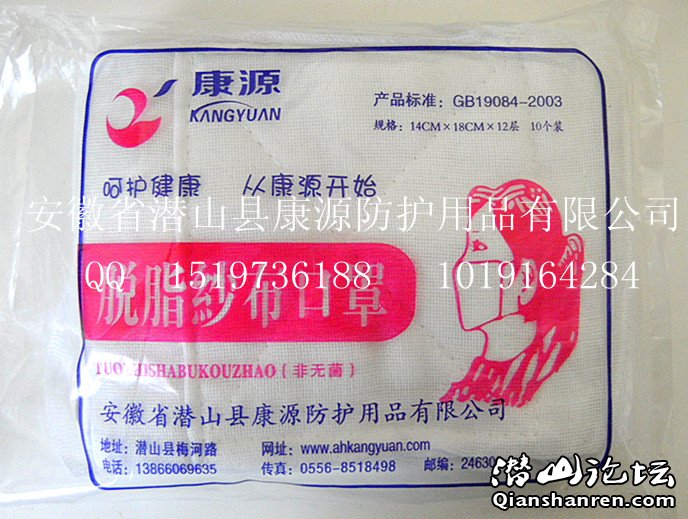 康源
KANGYUAN
产品标准：GB19084-2003
规格：14CM×18CM×12层 10个装
呵护健康 从康源开始
安徽省潜山县康源防护用品有限公司
QQ 1519736188 1019164284
脱脂纱布口罩
TUO ZHISHABUKOUZHAO（非无菌）
安徽省潜山县康源防护用品有限公司
地址：潜山县梅河路 网址：www.ahkangyuan.com
电话：13866069635 传真：0556-8518498 邮编：24630
潜山论坛
Qianshanren.com